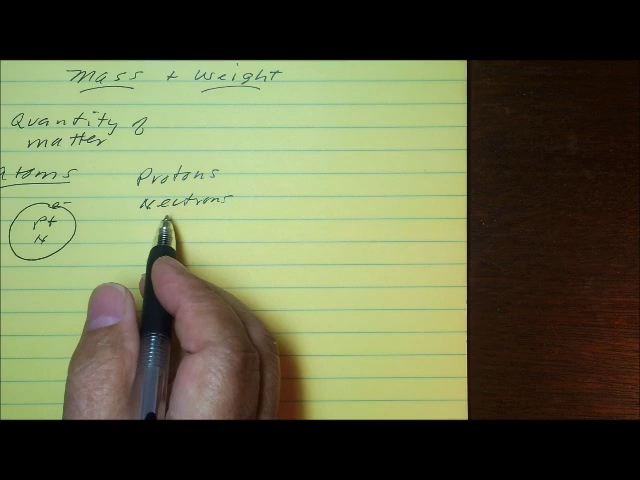 Mass + Weight
Quantity of
matter
atoms
Protons
Neutrons
e-
P+
N